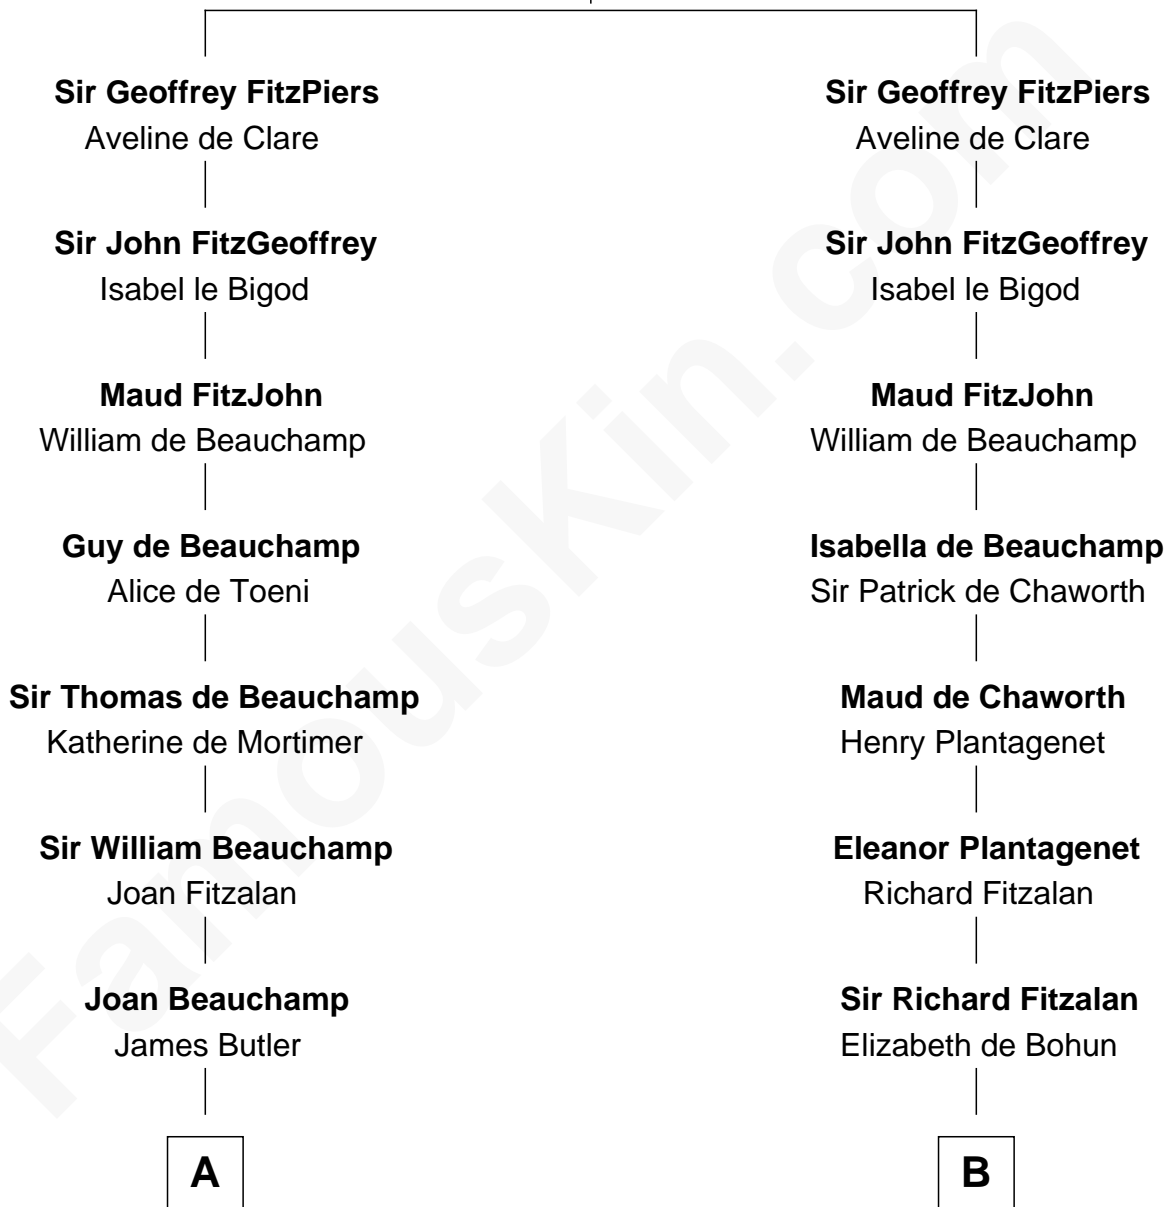 Sir Geoffrey FitzPiers
Aveline de Clare
Sir John FitzGeoffrey
Isabel le Bigod
Maud FitzJohn
William de Beauchamp
Guy de Beauchamp
Alice de Toeni
Sir Thomas de Beauchamp
Katherine de Mortimer
Sir William Beauchamp
Joan Fitzalan
Joan Beauchamp
James Butler
A
Sir Geoffrey FitzPiers
Aveline de Clare
Sir John FitzGeoffrey
Isabel le Bigod
Maud FitzJohn
William de Beauchamp
Isabella de Beauchamp
Sir Patrick de Chaworth
Maud de Chaworth
Henry Plantagenet
Eleanor Plantagenet
Richard Fitzalan
Sir Richard Fitzalan
Elizabeth de Bohun
B
FamousKin.com